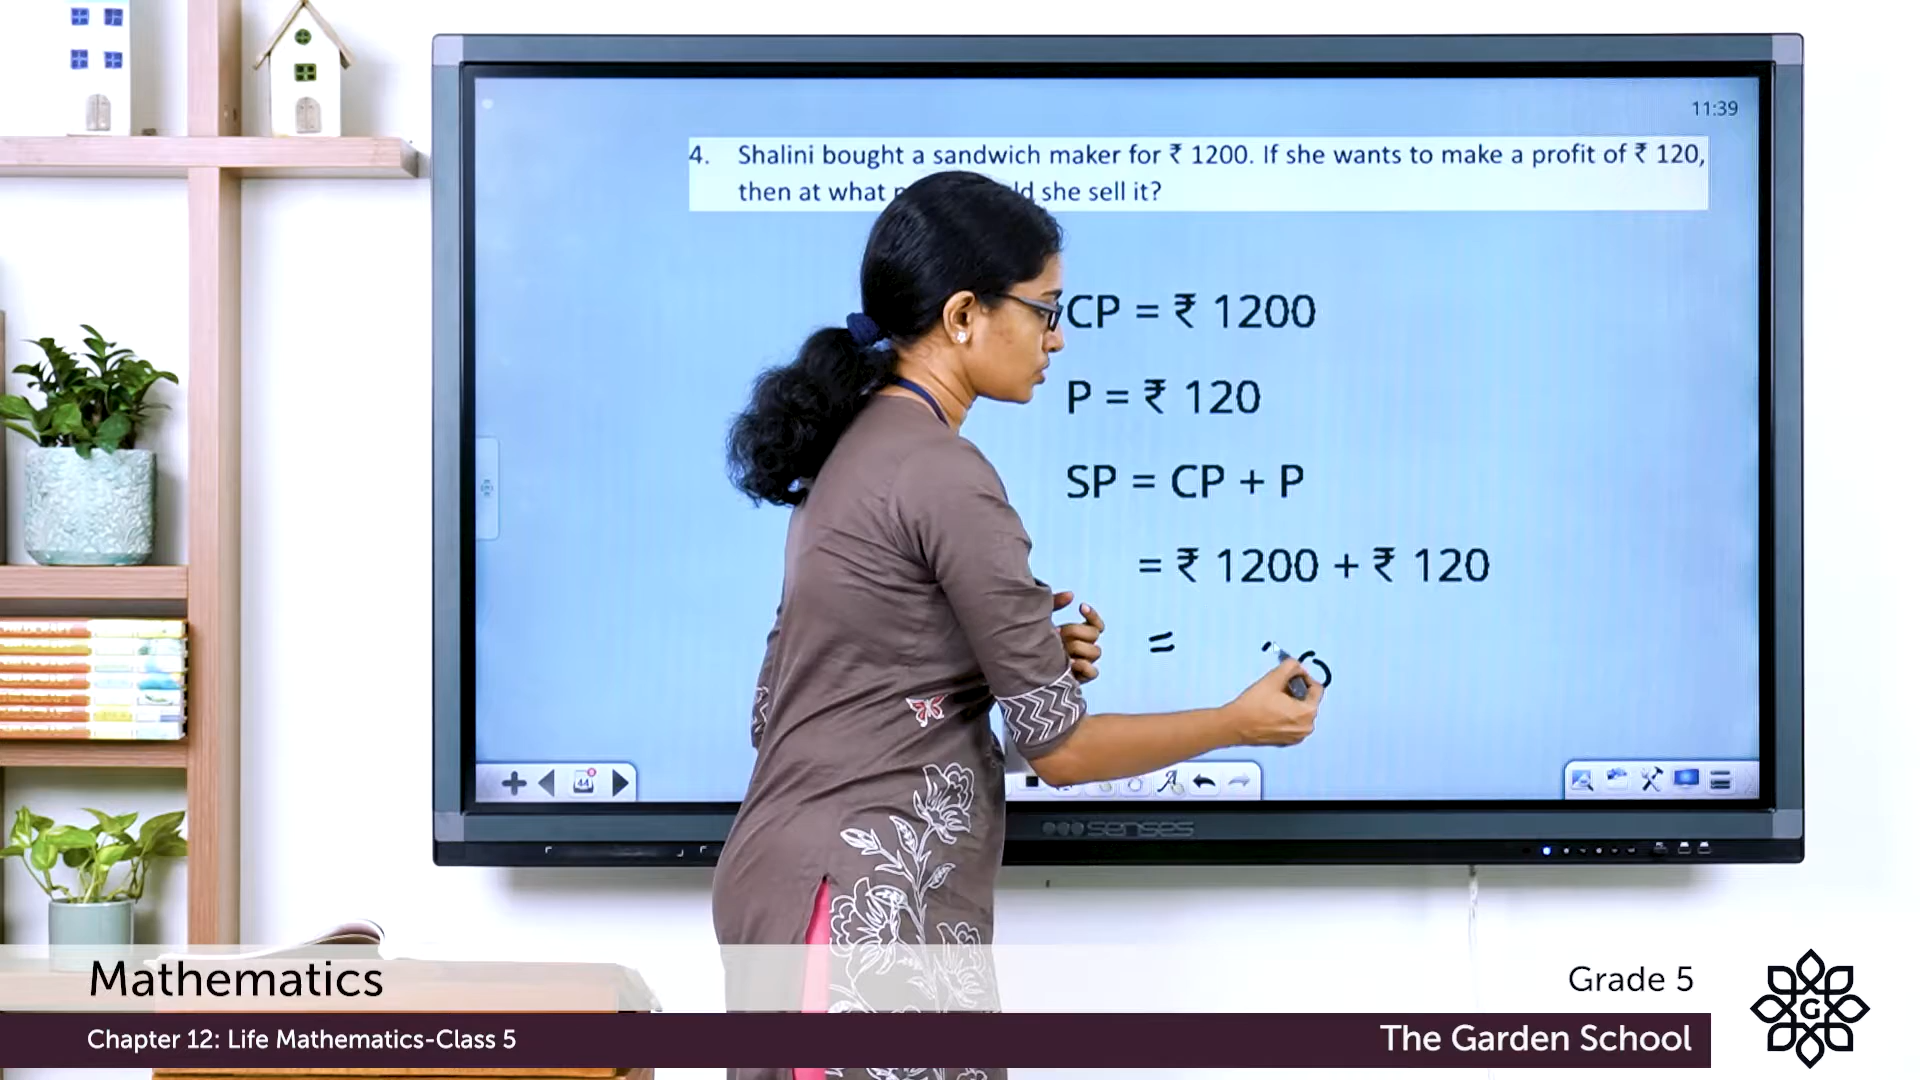 11:39
4. Shalini bought a sandwich maker for ₹ 1200. If she wants to make a profit of ₹ 120,
then at what she sell it?
CP = ₹ 1200
P = ₹ 120
SP = CP + P
= ₹ 1200 + ₹ 120
=
44
senses
Mathematics
Grade 5
Chapter 12: Life Mathematics-Class 5
The Garden School
G